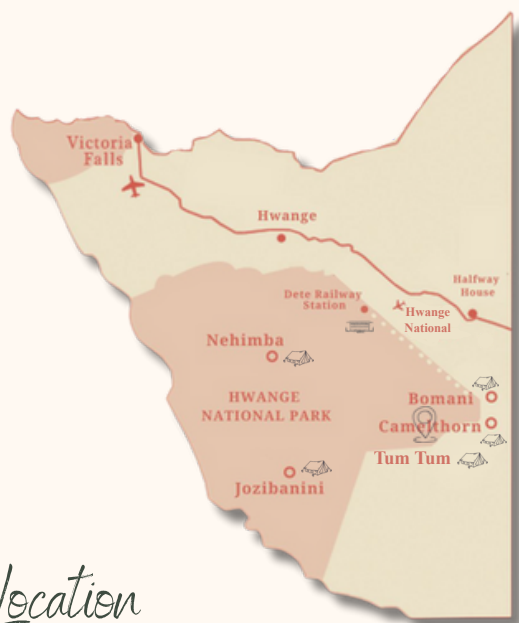 Victoria
Falls
Hwange
Halfway
House
Dete Railway
Station
Hwange
National
Nehimba
Bomani
HWANGE
NATIONAL PARK
Camelthorn
Tum Tum
Jozibanini
Location